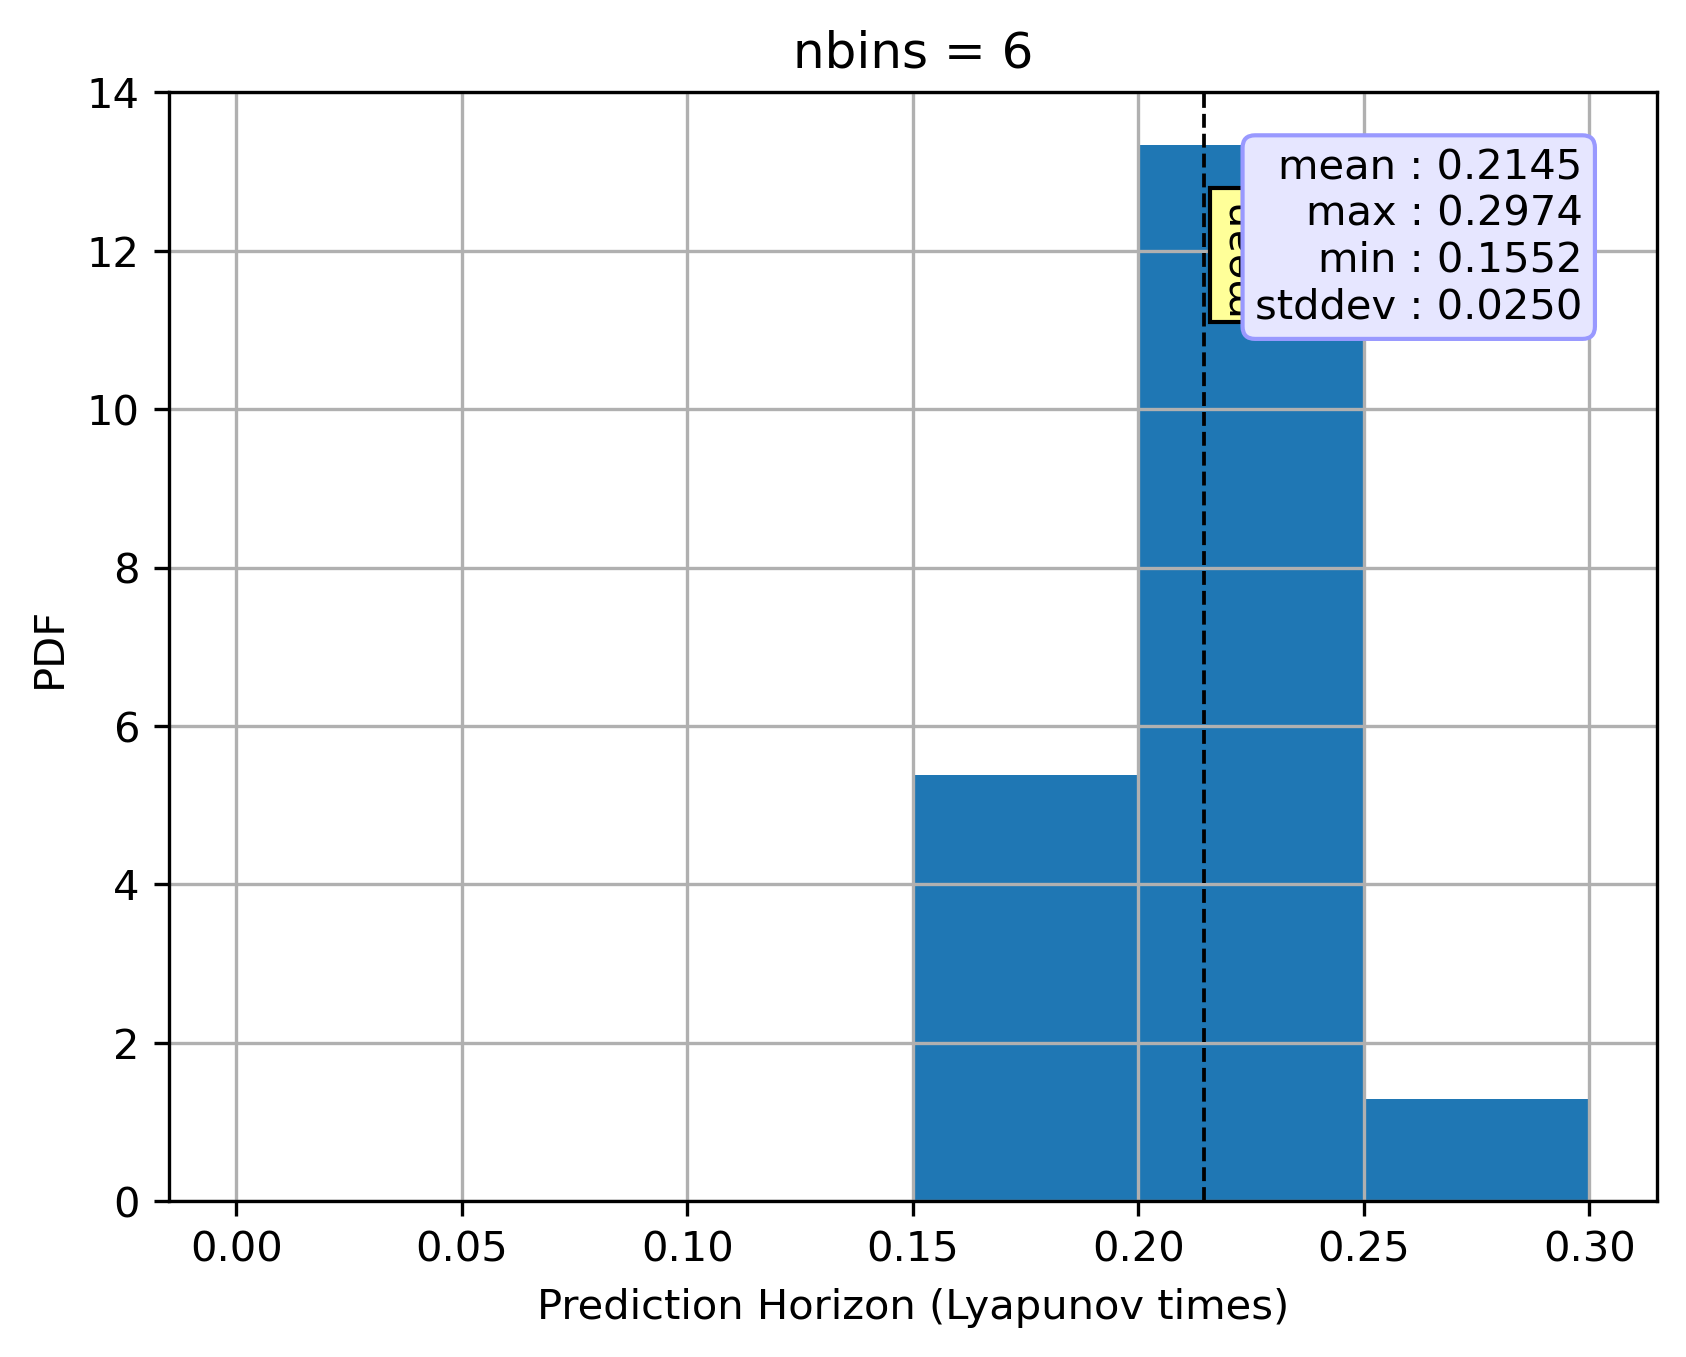 nbins = 6
14
12
10
8
6
4
2
0
PDF
mean : 0.2145
max : 0.2974
min : 0.1552
stddev : 0.0250
mean
0.00 0.05 0.10 0.15 0.20 0.25 0.30
Prediction Horizon (Lyapunov times)